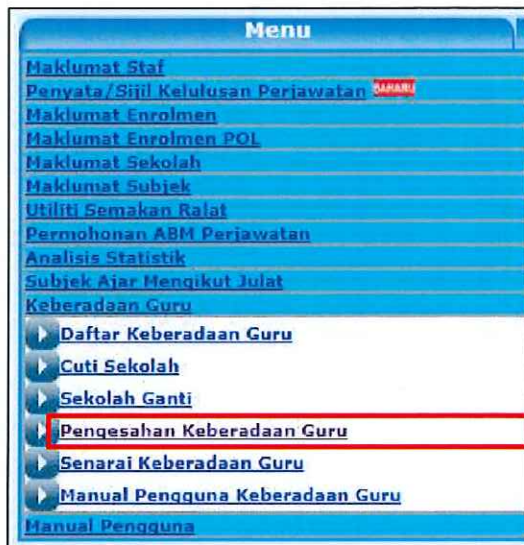 Menu
Maklumat Staf
Penyata/Sijil Kelulusan Perjawatan BAHARU
Maklumat Enrolmen
Maklumat Enrolmen POL
Maklumat Sekolah
Maklumat Subjek
Utiliti Semakan Ralat
Permohonan ABM Perjawatan
Analisis Statistik
Subjek Ajar Mengikut Julat
Keberadaan Guru
Daftar Keberadaan Guru
Cuti Sekolah
Sekolah Ganti
Pengesahan Keberadaan Guru
Senarai Keberadaan Guru
Manual Pengguna Keberadaan Guru
Manual Pengguna